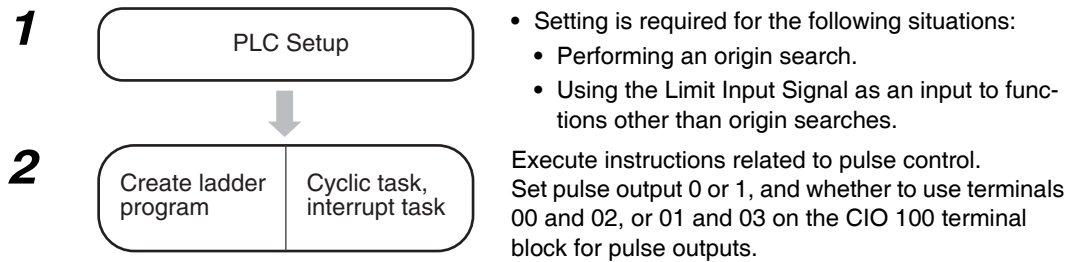 1
PLC Setup
• Setting is required for the following situations:
• Performing an origin search.
• Using the Limit Input Signal as an input to func-
tions other than origin searches.
2
Create ladder
program
Cyclic task,
interrupt task
Execute instructions related to pulse control.
Set pulse output 0 or 1, and whether to use terminals
00 and 02, or 01 and 03 on the CIO 100 terminal
block for pulse outputs.